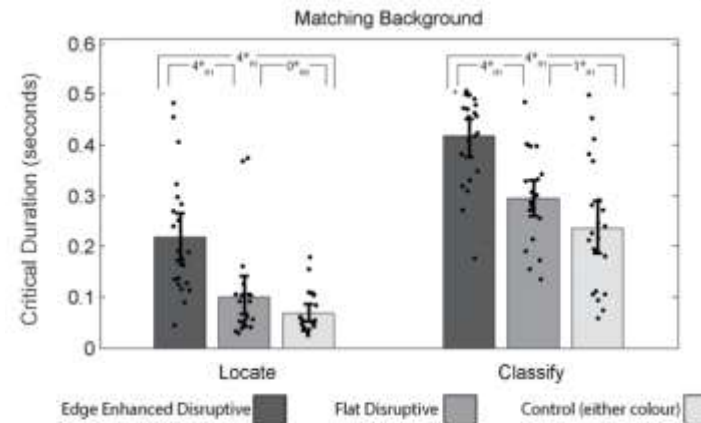 Matching Background
Critical Duration (seconds)
0.6
0.5
0.4
0.3
0.2
0.1
0
4*
4*
0*
4*
4*
1*
Locate
Classify
Edge Enhanced Disruptive
Flat Disruptive
Control (either colour)